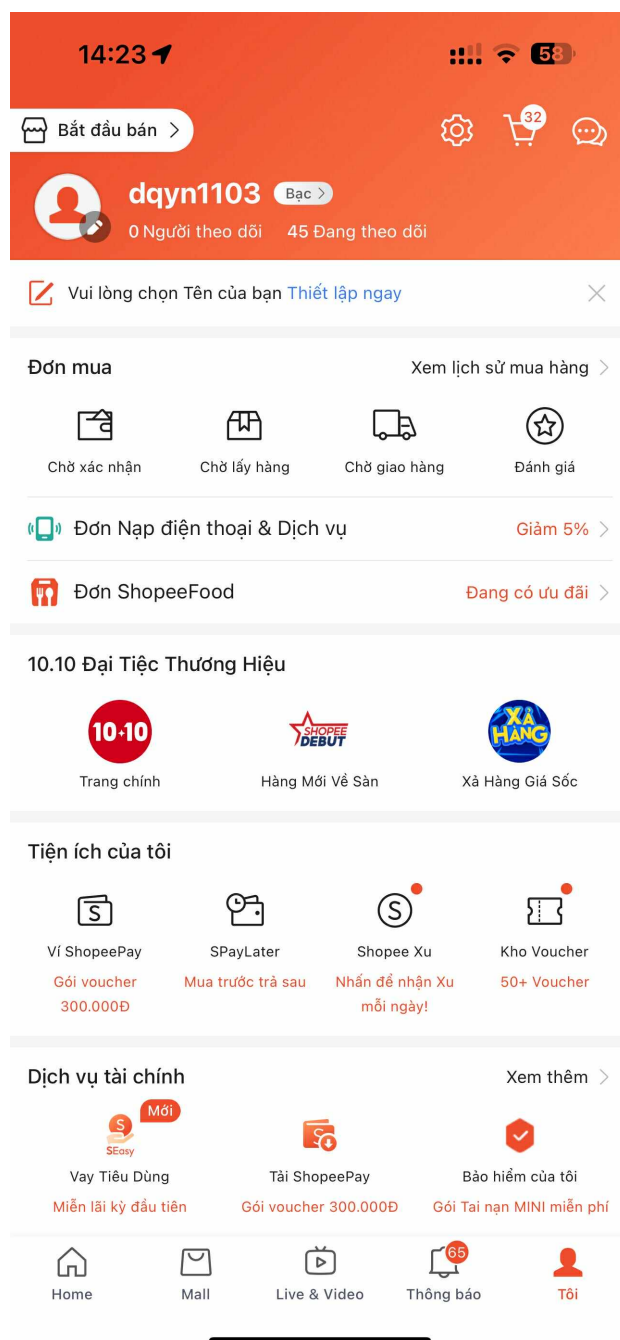 14:23
58
Bắt đầu bán
32
dqyn1103 Bạc
0 Người theo dõi 45 Đang theo dõi
Vui lòng chọn Tên của bạn Thiết lập ngay
Đơn mua Xem lịch sử mua hàng
Chờ xác nhận Chờ lấy hàng Chờ giao hàng Đánh giá
Đơn Nạp điện thoại & Dịch vụ Giảm 5%
Đơn ShopeeFood Đang có ưu đãi
10.10 Đại Tiệc Thương Hiệu
10•10 SHOPEE DEBUT XẢ HÀNG
Trang chính Hàng Mới Về Sàn Xả Hàng Giá Sốc
Tiện ích của tôi
Ví ShopeePay SPayLater Shopee Xu Kho Voucher
Gói voucher Mua trước trả sau Nhấn để nhận Xu 50+ Voucher
300.000Đ mỗi ngày!
Dịch vụ tài chính Xem thêm
Mới
SEasy
Vay Tiêu Dùng Tải ShopeePay Bảo hiểm của tôi
Miễn lãi kỳ đầu tiên Gói voucher 300.000Đ Gói Tai nạn MINI miễn phí
65
Home Mall Live & Video Thông báo Tôi